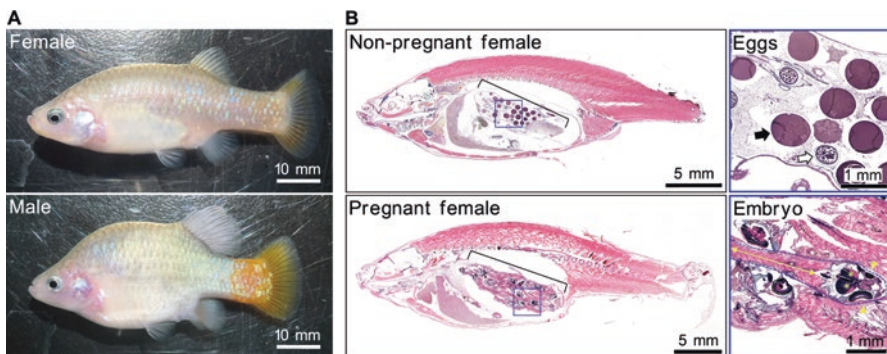 A
Female
10 mm
Male
10 mm
B
Non-pregnant female
5 mm
Eggs
1 mm
Pregnant female
5 mm
Embryo
1 mm